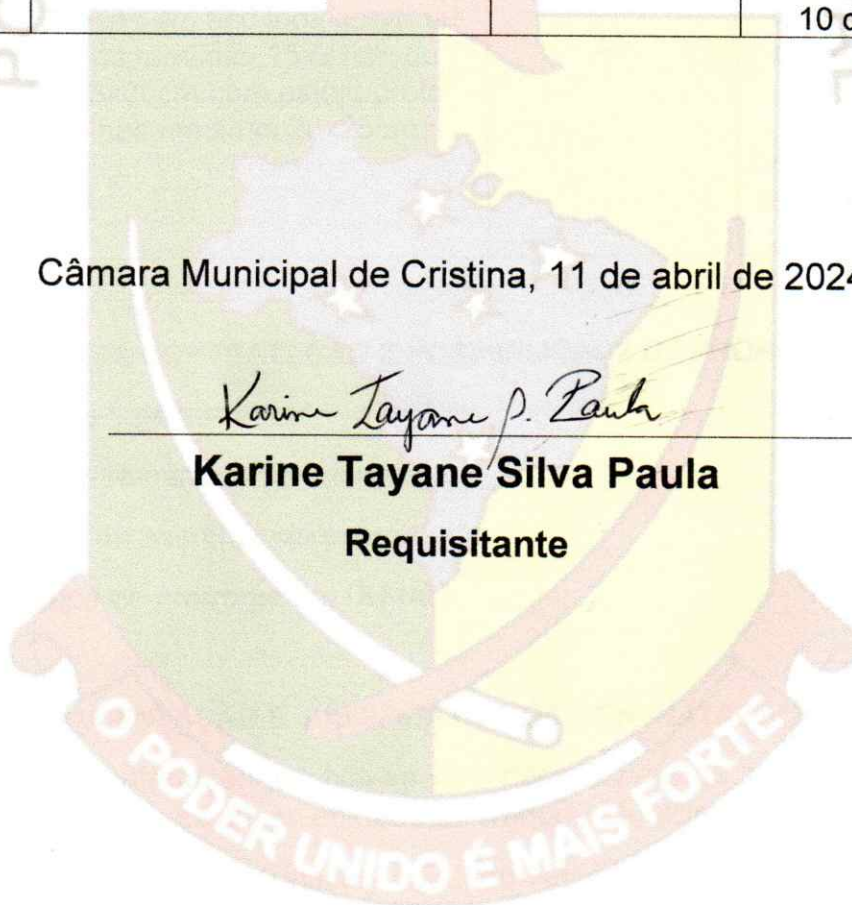 10
Câmara Municipal de Cristina, 11 de abril de 2024
Karine Tayane S. Paula
Karine Tayane Silva Paula
Requisitante
O PODER UNIDO É MAIS FORTE